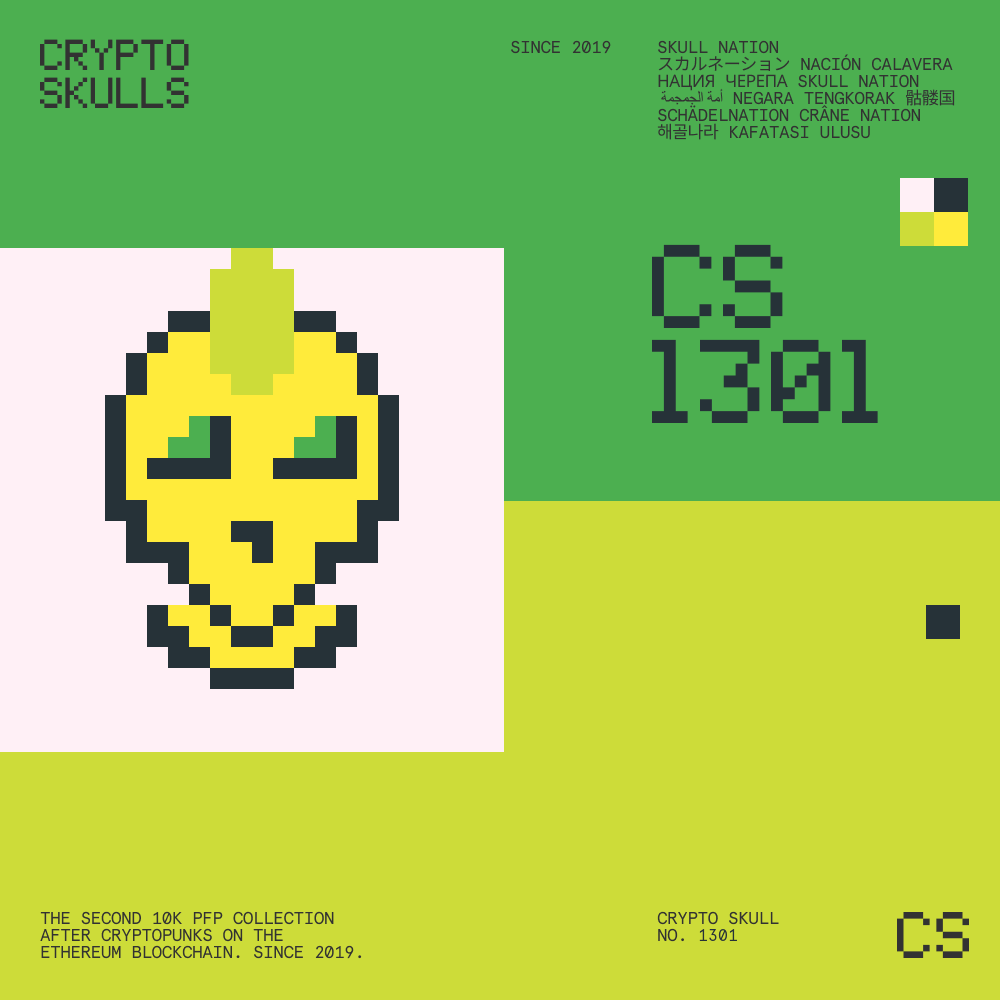 CRYPTO
SKULLS
SINCE 2019
SKULL NATION
スカルネーション NACIÓN CALAVERA
НАЦИЯ ЧЕРЕПА SKULL NATION
أمة الجمجمة NEGARA TENGKORAK 骷髅国
SCHÄDELNATION CRÂNE NATION
해골나라 KAFATASI ULUSU
CS
1301
THE SECOND 10K PFP COLLECTION
AFTER CRYPTOPUNKS ON THE
ETHEREUM BLOCKCHAIN. SINCE 2019.
CRYPTO SKULL
NO. 1301
CS